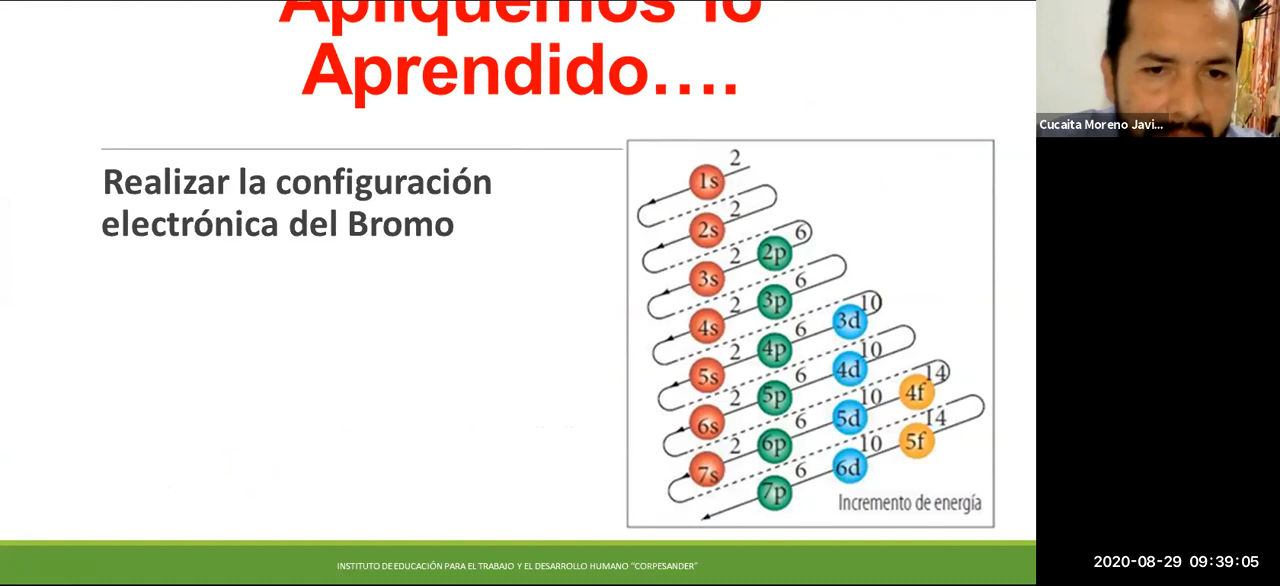 Apliquemos lo
Aprendido....
Realizar la configuración
electrónica del Bromo
2
1s
2
2s
6
2
2p
3s
6
2
3p
10
4s
6
3d
2
4p
10
5s
6
4d
14
2
5p
10
4f
6s
6
5d
14
2
6p
10
5f
7s
6
6d
7p
Incremento de energía
INSTITUTO DE EDUCACIÓN PARA EL TRABAJO Y EL DESARROLLO HUMANO "CORPESANDER"
Cucaita Moreno Javi...
2020-08-29 09:39:05